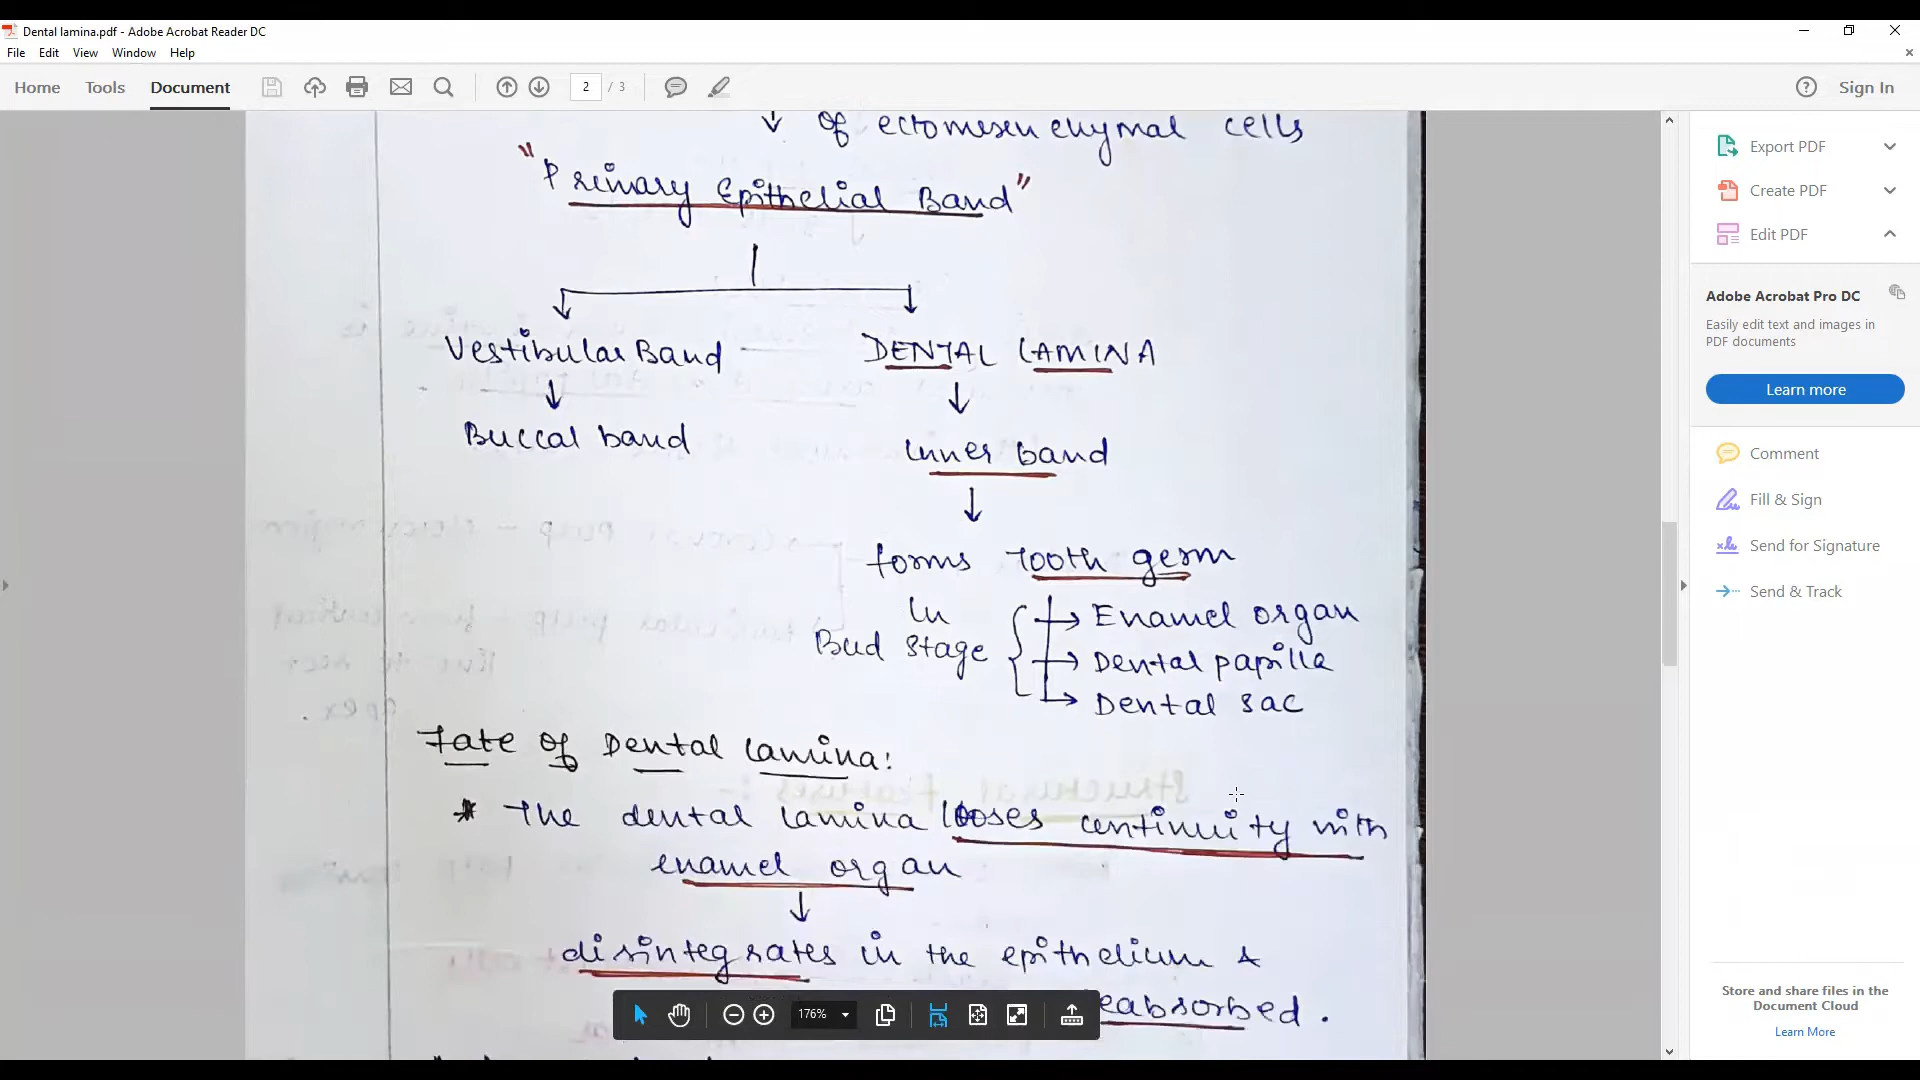 Dental lamina.pdf - Adobe Acrobat Reader DC
File Edit View Window Help
Home Tools Document 2 / 3 Sign In
of ectomesenchymal cells
"Primary Epithelial Band"
Vestibular Band DENTAL LAMINA
Buccal band
Inner band
forms Tooth germ
In
Bud stage
Enamel organ
Dental papilla
Dental sac
Fate of Dental lamina:
* The dental lamina looses continuity with
enamel organ
disintegrates in the epithelium &
eabsorbed.
176%
Export PDF
Create PDF
Edit PDF
Adobe Acrobat Pro DC
Easily edit text and images in
PDF documents
Learn more
Comment
Fill & Sign
Send for Signature
Send & Track
Store and share files in the
Document Cloud
Learn More